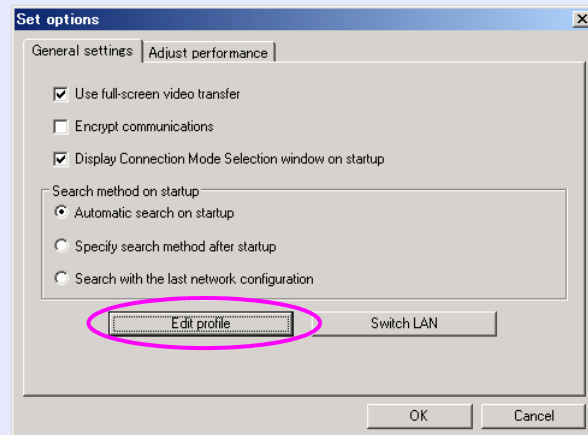 Set options
General settings
Adjust performance
Use full-screen video transfer
Encrypt communications
Display Connection Mode Selection window on startup
Search method on startup
Automatic search on startup
Specify search method after startup
Search with the last network configuration
Edit profile
Switch LAN
OK
Cancel